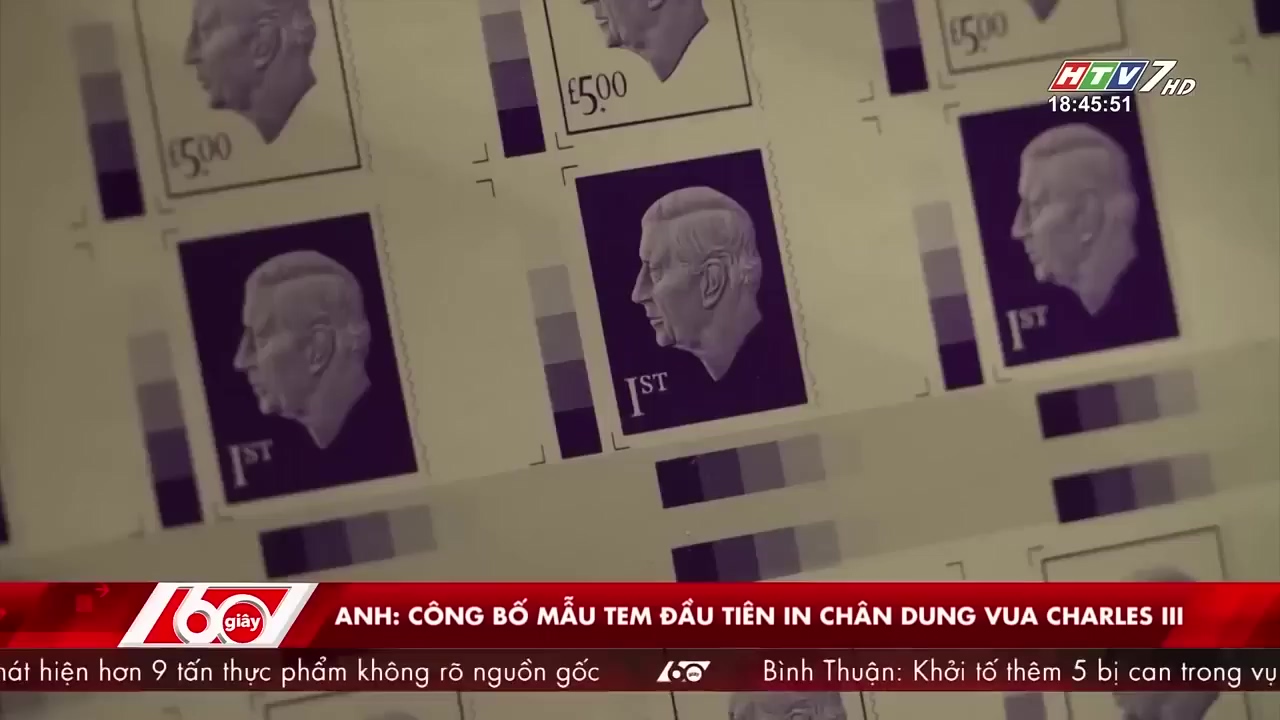 £5.00
£5.00
£5.00
HTV7 HD
18:45:51
1ST
1ST
1ST
60 giây
ANH: CÔNG BỐ MẪU TEM ĐẦU TIÊN IN CHÂN DUNG VUA CHARLES III
hát hiện hơn 9 tấn thực phẩm không rõ nguồn gốc
60 giây
Bình Thuận: Khởi tố thêm 5 bị can trong vụ